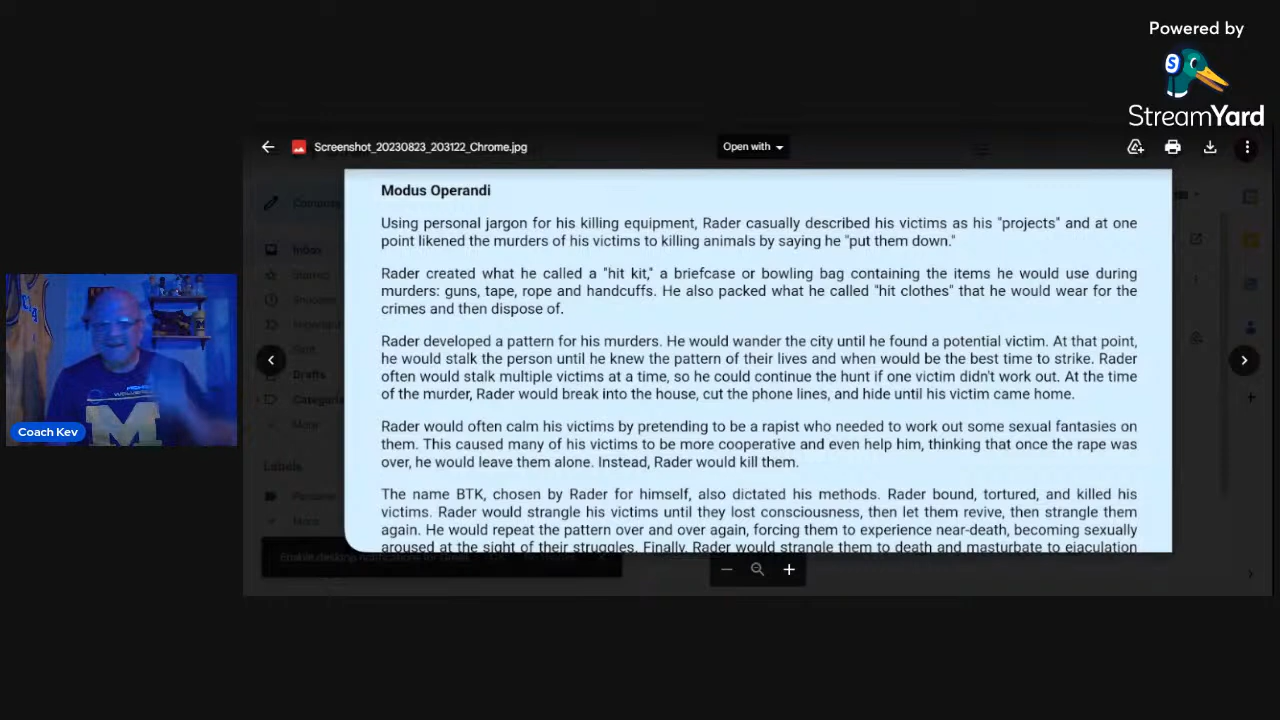 Powered by
StreamYard
Screenshot_20230823_203122_Chrome.jpg
Open with
Modus Operandi
Using personal jargon for his killing equipment, Rader casually described his victims as his "projects" and at one
point likened the murders of his victims to killing animals by saying he "put them down."
Rader created what he called a "hit kit," a briefcase or bowling bag containing the items he would use during
murders: guns, tape, rope and handcuffs. He also packed what he called "hit clothes" that he would wear for the
crimes and then dispose of.
Rader developed a pattern for his murders. He would wander the city until he found a potential victim. At that point,
he would stalk the person until he knew the pattern of their lives and when would be the best time to strike. Rader
often would stalk multiple victims at a time, so he could continue the hunt if one victim didn't work out. At the time
of the murder, Rader would break into the house, cut the phone lines, and hide until his victim came home.
Rader would often calm his victims by pretending to be a rapist who needed to work out some sexual fantasies on
them. This caused many of his victims to be more cooperative and even help him, thinking that once the rape was
over, he would leave them alone. Instead, Rader would kill them.
The name BTK, chosen by Rader for himself, also dictated his methods. Rader bound, tortured, and killed his
victims. Rader would strangle his victims until they lost consciousness, then let them revive, then strangle them
again. He would repeat the pattern over and over again, forcing them to experience near-death, becoming sexually
aroused at the sight of their struggles. Finally, Rader would strangle them to death and masturbate to ejaculation
Compose
Inbox
Starred
Drafts
More
Labels
More
Enable desktop notifications for Gmail.
M
Coach Kev